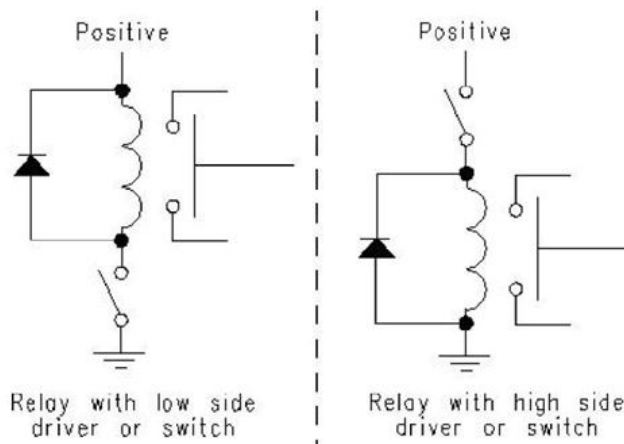 Positive
Positive
Relay with low side
driver or switch
Relay with high side
driver or switch